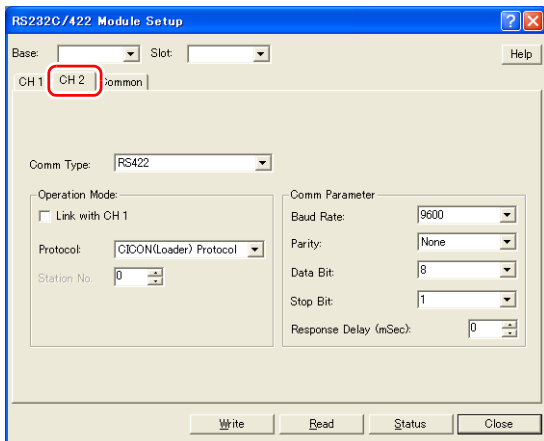 RS232C/422 Module Setup
Base: Slot: Help
CH 1 CH 2 Common
Comm Type: RS422
Operation Mode: Comm Parameter
Link with CH 1 Baud Rate: 9600
Protocol: CICON(Loader) Protocol Parity: None
Station No. 0 Data Bit: 8
Stop Bit: 1
Response Delay (mSec): 0
Write Read Status Close